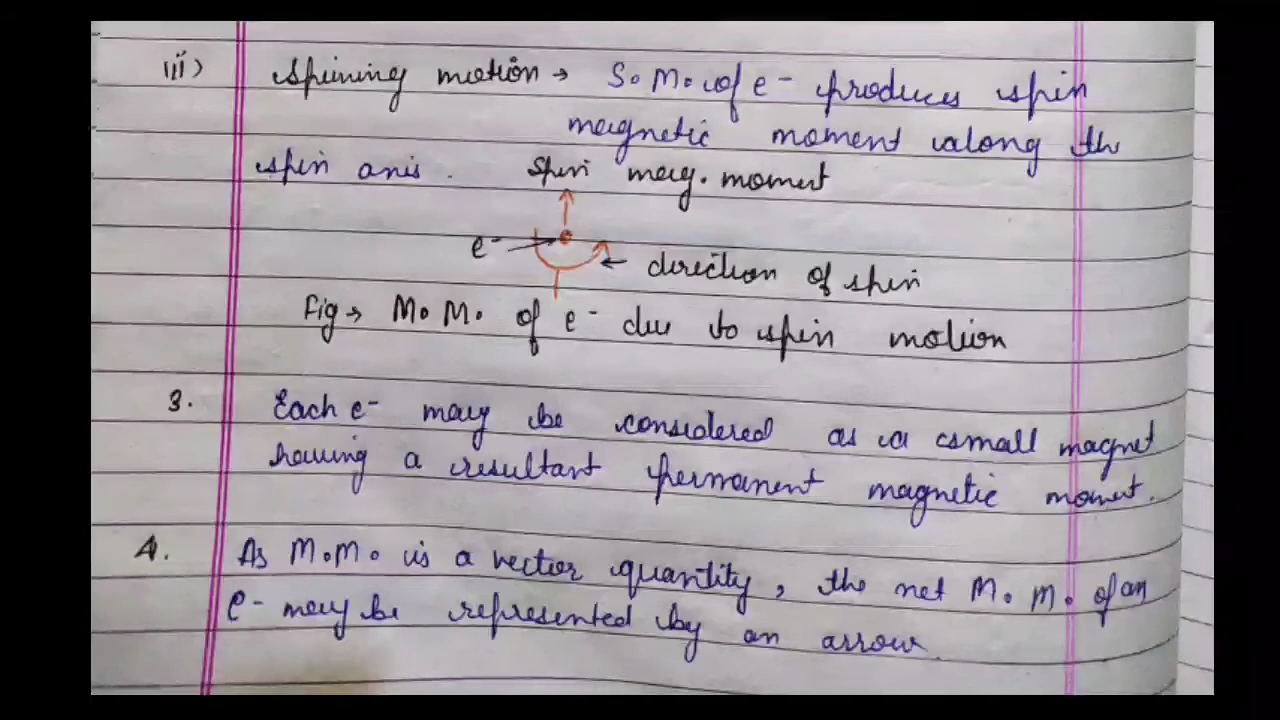 iii) Spining motion → S.M. of e- produces spin
magnetic moment along the
spin axis.
Spin mag. moment
e-
← direction of spin
Fig → M.M. of e- due to spin motion
3. Each e- may be considered as a small magnet
having a resultant permanent magnetic moment.
4. As M.M. is a vector quantity, the net M.M. of an
e- may be represented by an arrow.